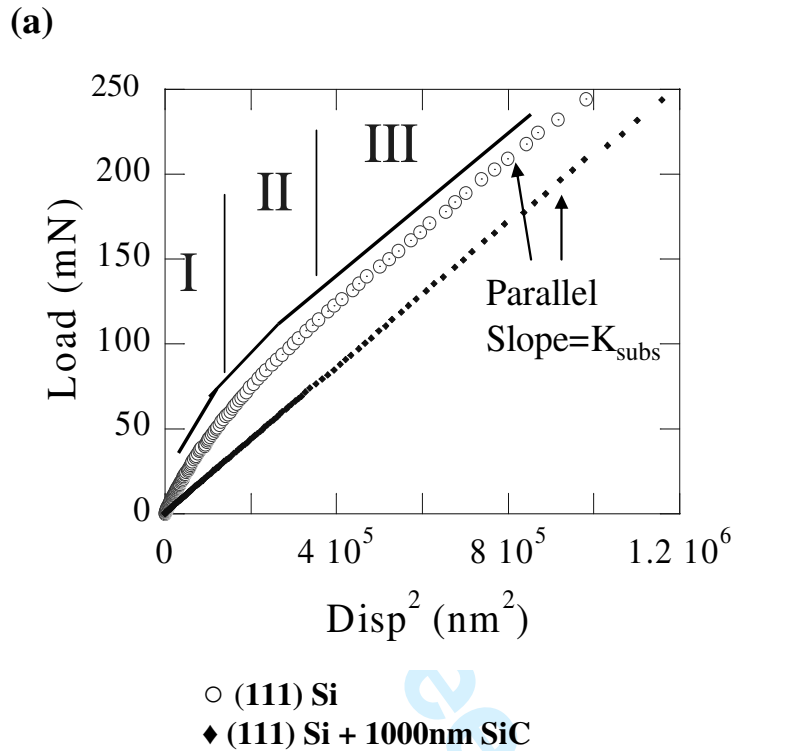 (a)
250
200
150
100
50
0
Load (mN)
I
II
III
Parallel
Slope=K_subs
0
4 10^5
8 10^5
1.2 10^6
Disp^2 (nm^2)
○ (111) Si
♦ (111) Si + 1000nm SiC